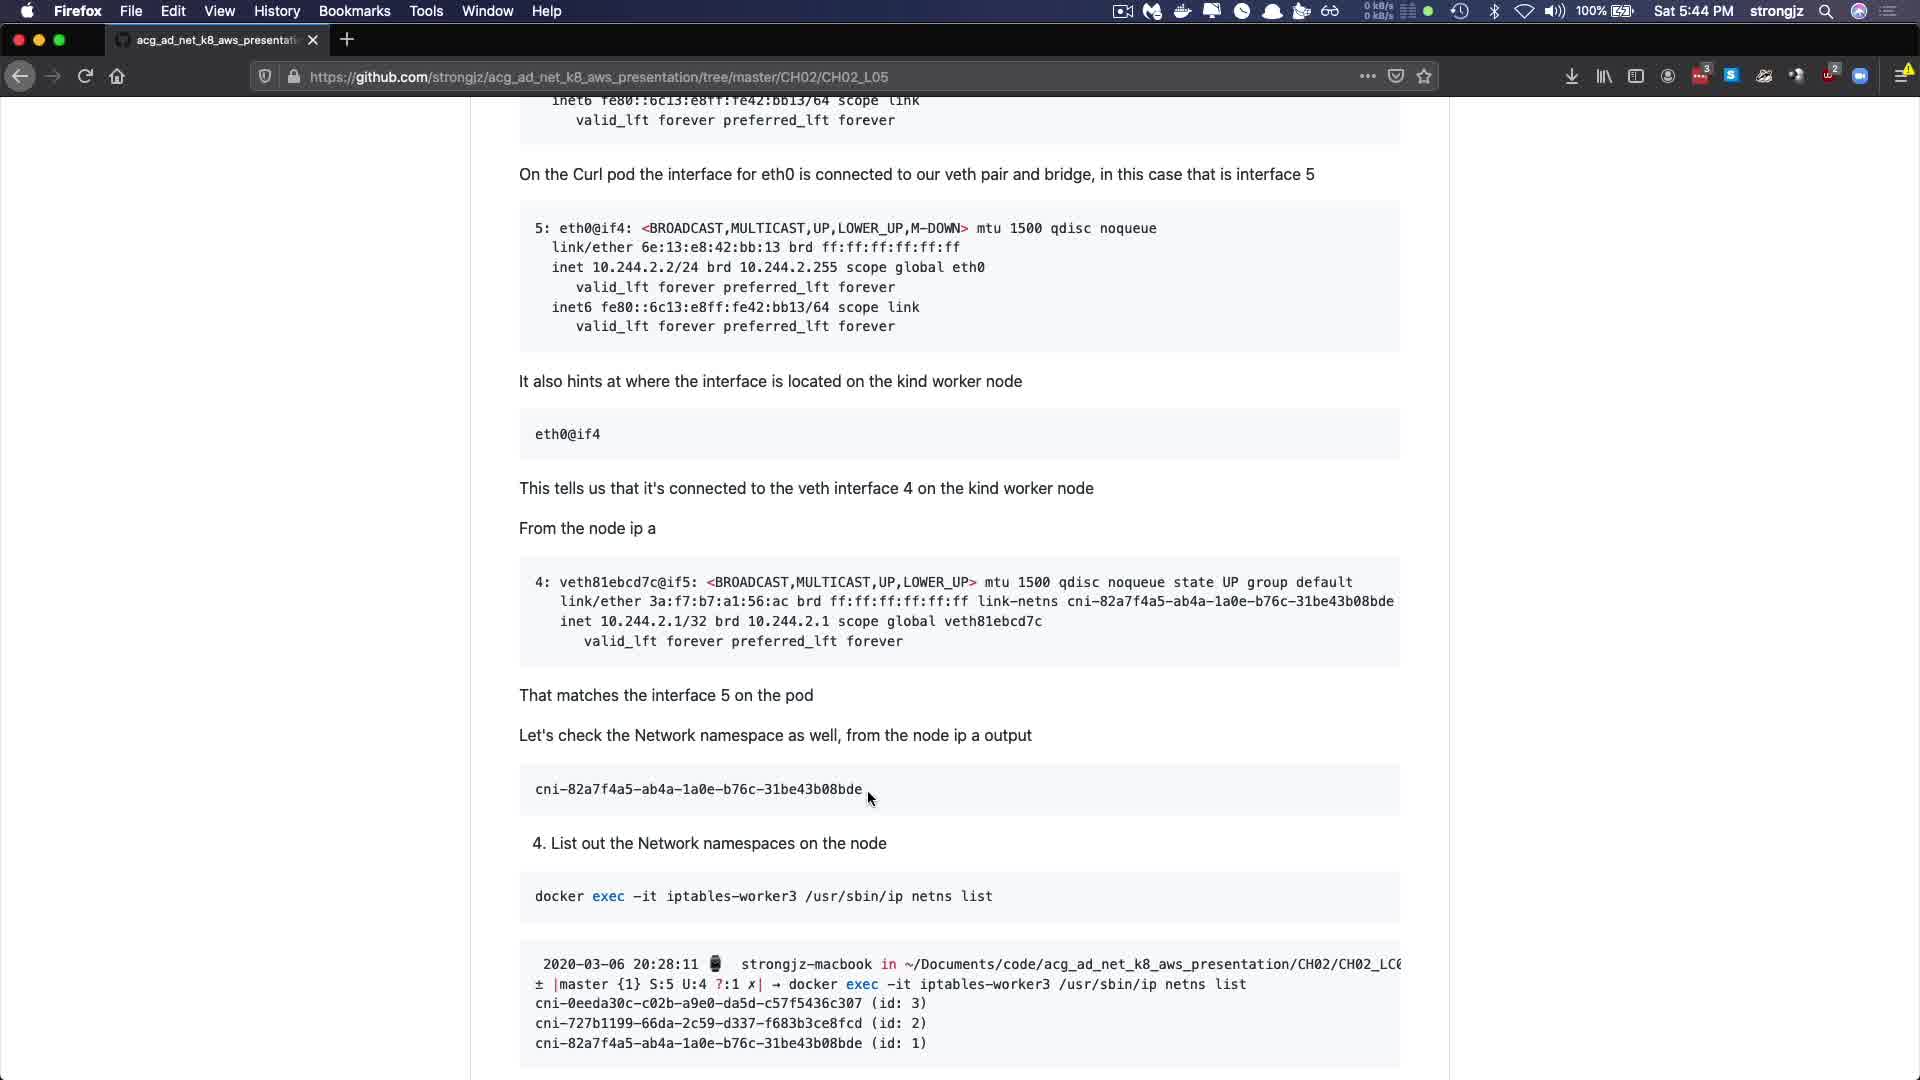 Firefox File Edit View History Bookmarks Tools Window Help 0 kB/s 0 kB/s 100% Sat 5:44 PM strongjz
acg_ad_net_k8_aws_presentati
https://github.com/strongjz/acg_ad_net_k8_aws_presentation/tree/master/CH02/CH02_L05 3 S 2
inet6 fe80::6c13:e8ff:fe42:bb13/64 scope link
valid_lft forever preferred_lft forever
On the Curl pod the interface for eth0 is connected to our veth pair and bridge, in this case that is interface 5
5: eth0@if4: <BROADCAST,MULTICAST,UP,LOWER_UP,M-DOWN> mtu 1500 qdisc noqueue
link/ether 6e:13:e8:42:bb:13 brd ff:ff:ff:ff:ff:ff
inet 10.244.2.2/24 brd 10.244.2.255 scope global eth0
valid_lft forever preferred_lft forever
inet6 fe80::6c13:e8ff:fe42:bb13/64 scope link
valid_lft forever preferred_lft forever
It also hints at where the interface is located on the kind worker node
eth0@if4
This tells us that it's connected to the veth interface 4 on the kind worker node
From the node ip a
4: veth81ebcd7c@if5: <BROADCAST,MULTICAST,UP,LOWER_UP> mtu 1500 qdisc noqueue state UP group default
link/ether 3a:f7:b7:a1:56:ac brd ff:ff:ff:ff:ff:ff link-netns cni-82a7f4a5-ab4a-1a0e-b76c-31be43b08bde
inet 10.244.2.1/32 brd 10.244.2.1 scope global veth81ebcd7c
valid_lft forever preferred_lft forever
That matches the interface 5 on the pod
Let's check the Network namespace as well, from the node ip a output
cni-82a7f4a5-ab4a-1a0e-b76c-31be43b08bde
4. List out the Network namespaces on the node
docker exec -it iptables-worker3 /usr/sbin/ip netns list
2020-03-06 20:28:11 ⌚ strongjz-macbook in ~/Documents/code/acg_ad_net_k8_aws_presentation/CH02/CH02_LC0
± |master {1} S:5 U:4 ?:1 ✗| → docker exec -it iptables-worker3 /usr/sbin/ip netns list
cni-0eeda30c-c02b-a9e0-da5d-c57f5436c307 (id: 3)
cni-727b1199-66da-2c59-d337-f683b3ce8fcd (id: 2)
cni-82a7f4a5-ab4a-1a0e-b76c-31be43b08bde (id: 1)